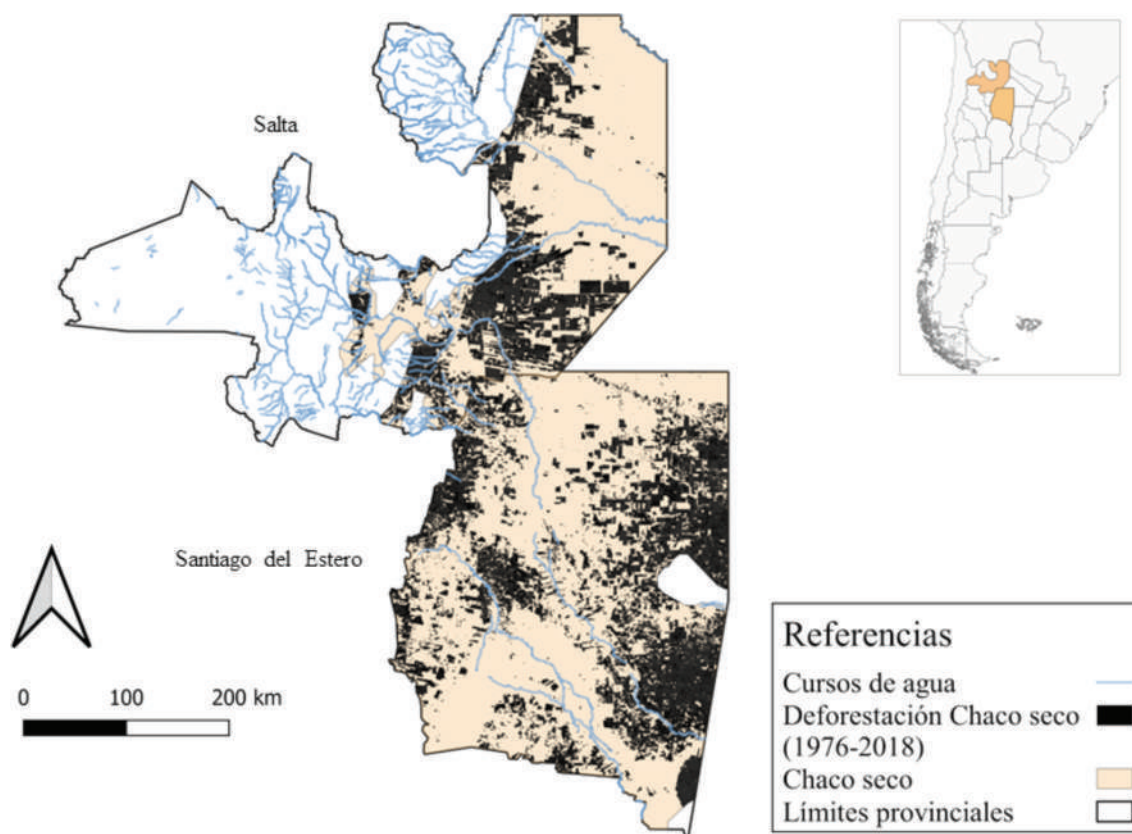 Salta
Santiago del Estero
0 100 200 km
Referencias
Cursos de agua
Deforestación Chaco seco
(1976-2018)
Chaco seco
Límites provinciales